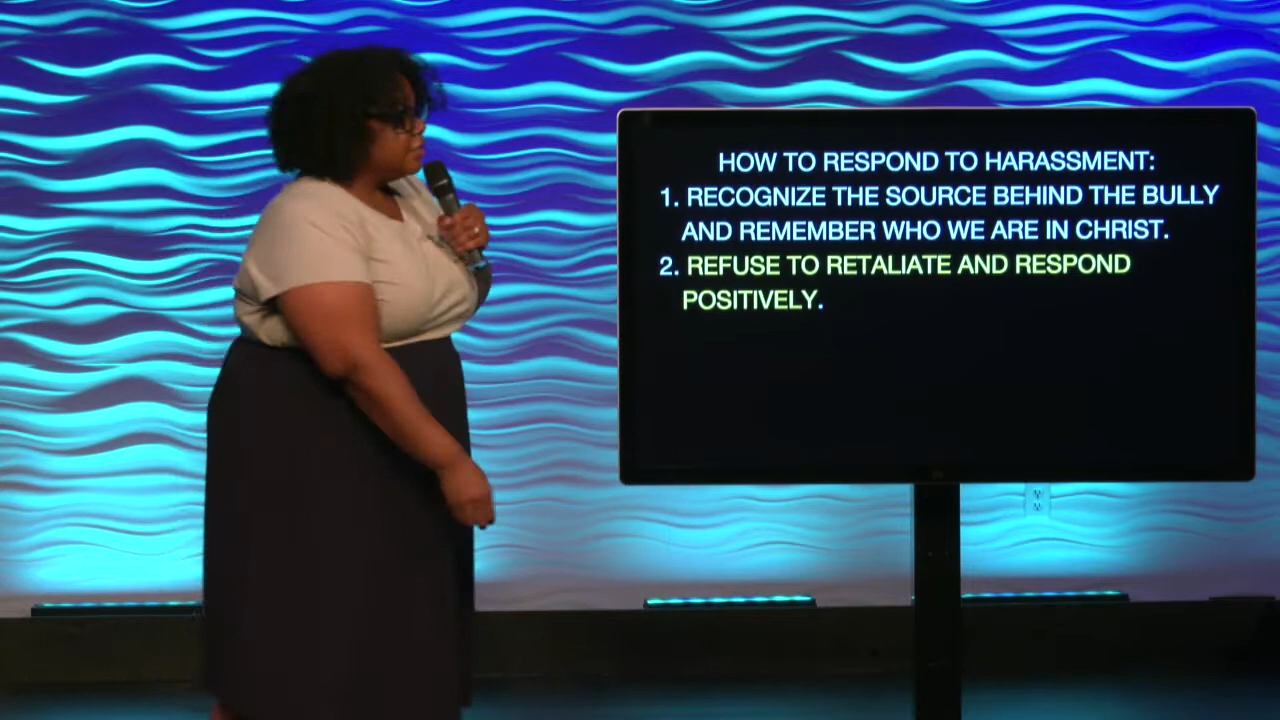 HOW TO RESPOND TO HARASSMENT:
1. RECOGNIZE THE SOURCE BEHIND THE BULLY
AND REMEMBER WHO WE ARE IN CHRIST.
2. REFUSE TO RETALIATE AND RESPOND
POSITIVELY.